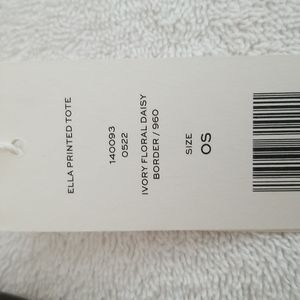 ELLA PRINTED TOTE
140093
0522
IVORY FLORAL DAISY
BORDER / 960
SIZE
OS